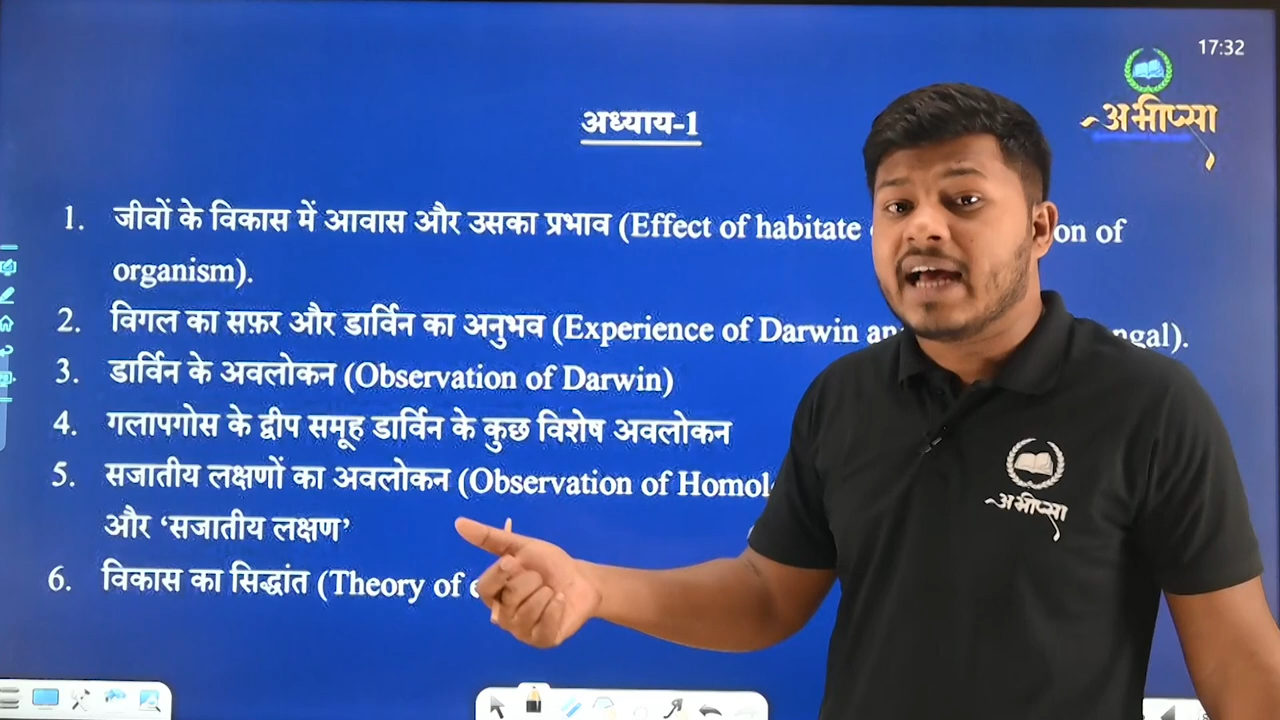 17:32
अभीप्सा
अध्याय-1
1. जीवों के विकास में आवास और उसका प्रभाव (Effect of habitate of
organism).
2. विगल का सफ़र और डार्विन का अनुभव (Experience of Darwin
3. डार्विन के अवलोकन (Observation of Darwin)
4. गलापगोस के द्वीप समूह डार्विन के कुछ विशेष अवलोकन
5. सजातीय लक्षणों का अवलोकन (Observation of
और ‘सजातीय लक्षण’
6. विकास का सिद्धांत (Theory of
अभीप्सा